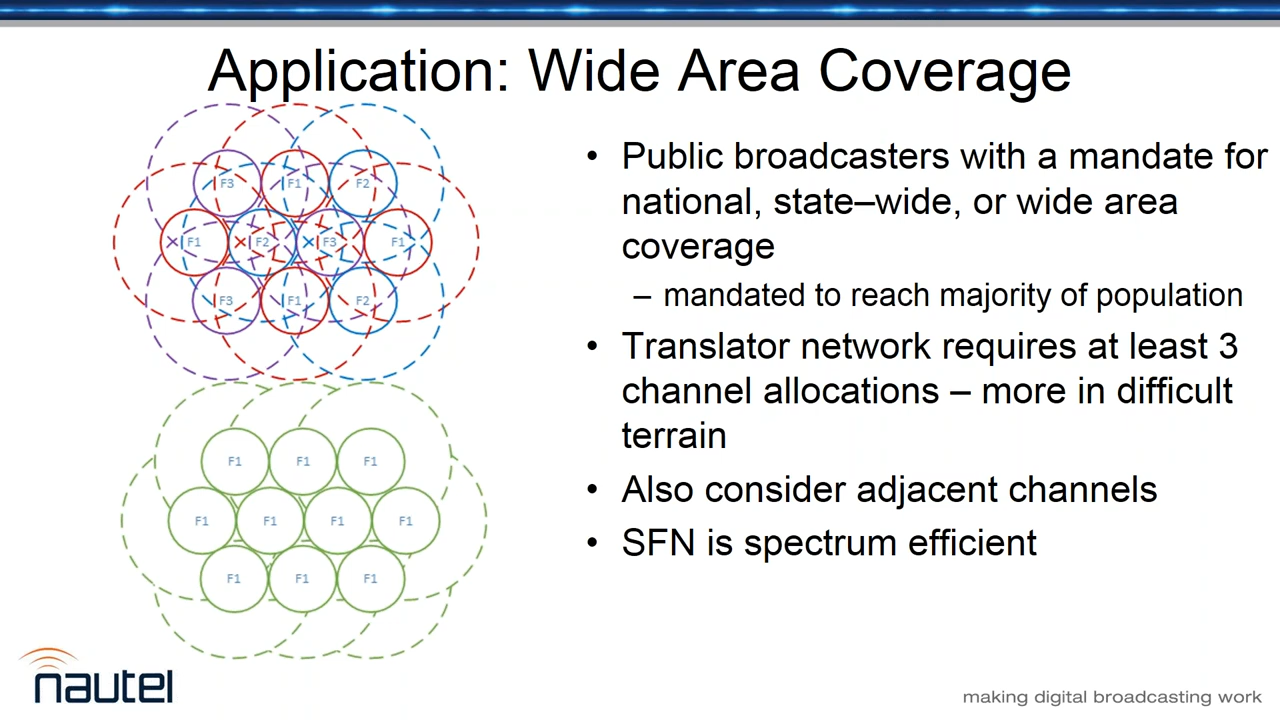 Application: Wide Area Coverage
F3 F1 F2
F1 F2 F3 F1
F3 F1 F2
F1 F1 F1
F1 F1 F1 F1
F1 F1 F1
• Public broadcasters with a mandate for
national, state–wide, or wide area
coverage
– mandated to reach majority of population
• Translator network requires at least 3
channel allocations – more in difficult
terrain
• Also consider adjacent channels
• SFN is spectrum efficient
nautel
making digital broadcasting work